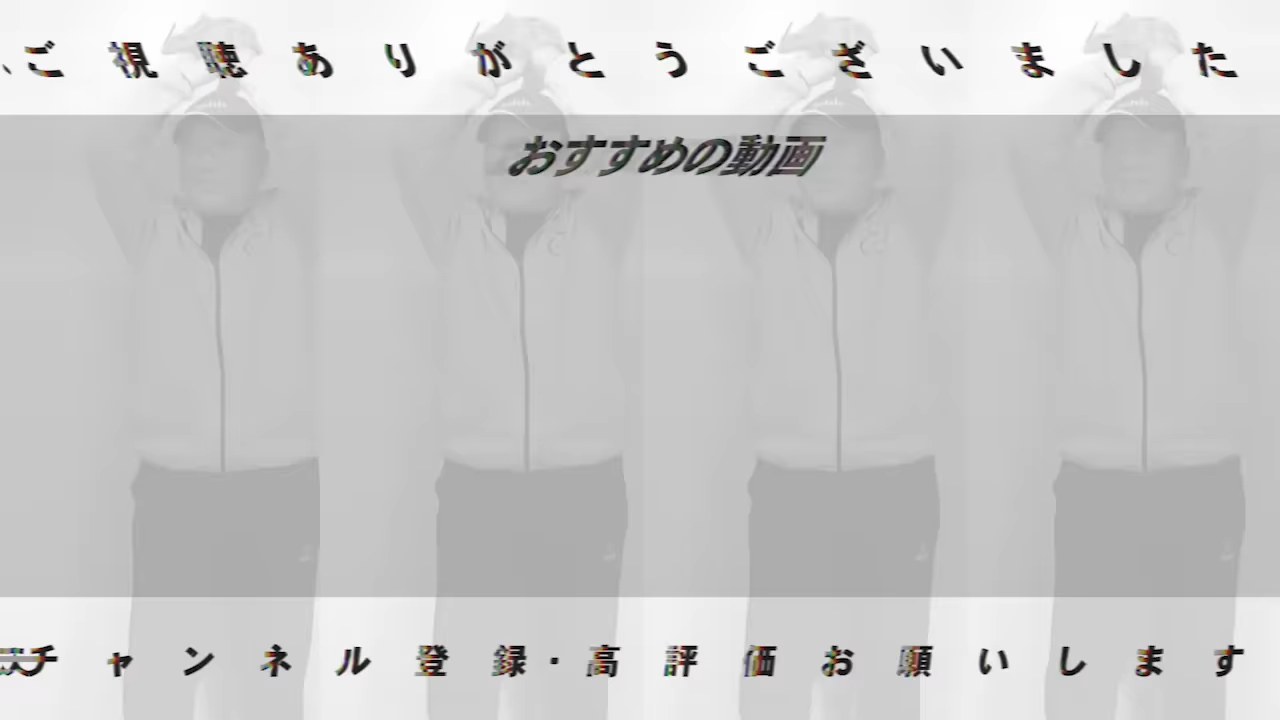 ご視聴ありがとうございました
おすすめの動画
チャンネル登録・高評価お願いします